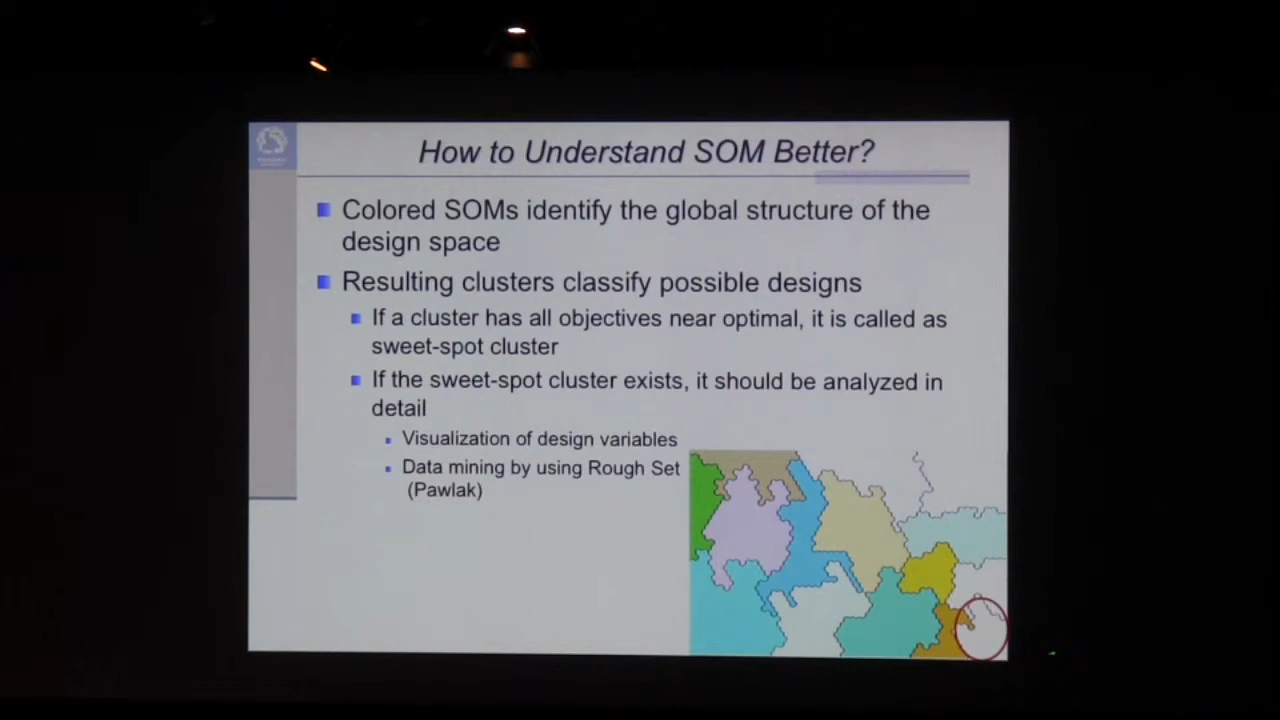 How to Understand SOM Better?
Colored SOMs identify the global structure of the
design space
Resulting clusters classify possible designs
If a cluster has all objectives near optimal, it is called as
sweet-spot cluster
If the sweet-spot cluster exists, it should be analyzed in
detail
Visualization of design variables
Data mining by using Rough Set
(Pawlak)